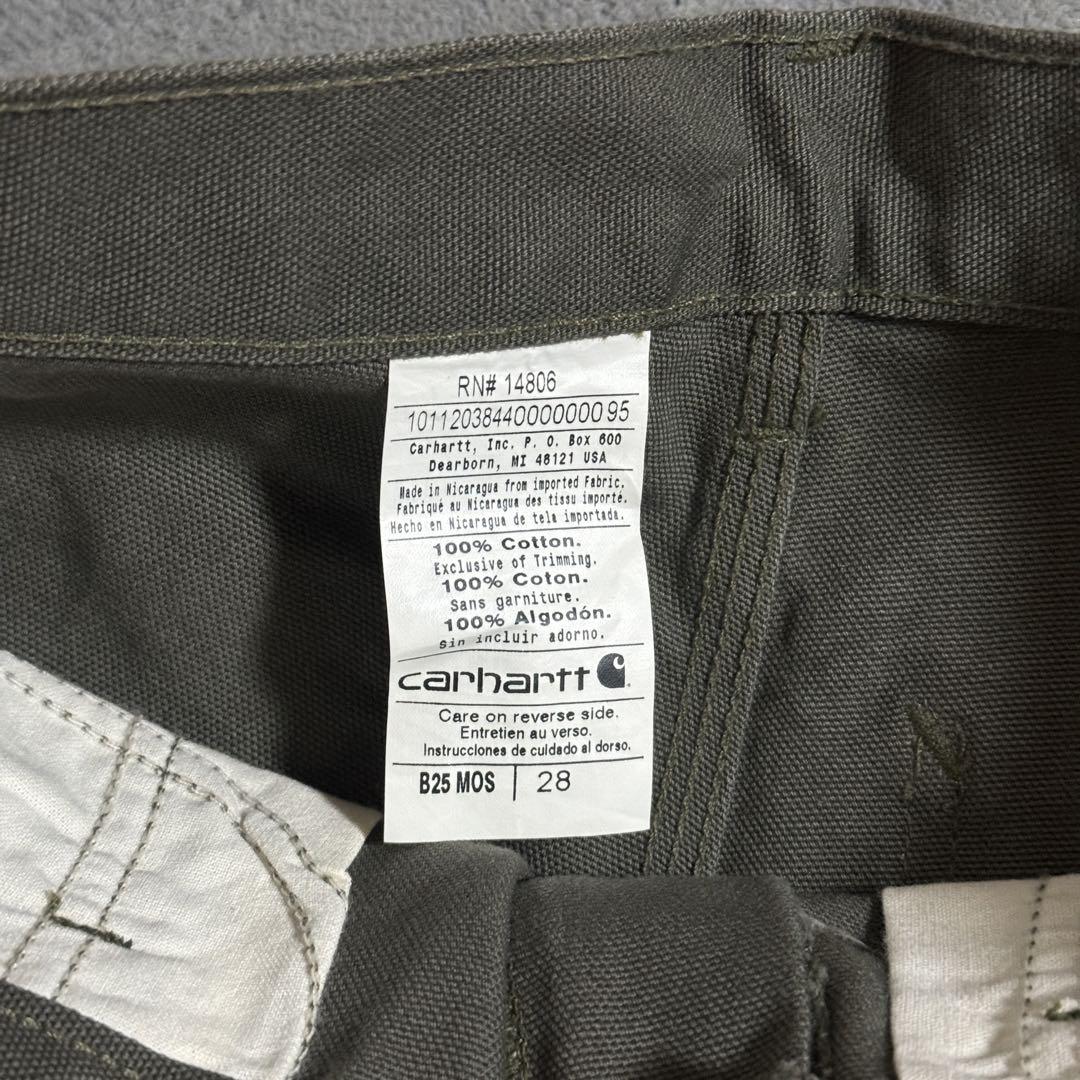 RN# 14806
1011203844000000095
Carhartt, Inc. P. O. Box 600
Dearborn, MI 48121 USA
Made in Nicaragua from imported Fabric.
Fabriqué au Nicaragua des tissu importé.
Hecho en Nicaragua de tela importada.
100% Cotton.
Exclusive of Trimming.
100% Coton.
Sans garniture.
100% Algodón.
Sin incluir adorno.
carhartt
Care on reverse side.
Entretien au verso.
Instrucciones de cuidado al dorso.
B25 MOS | 28